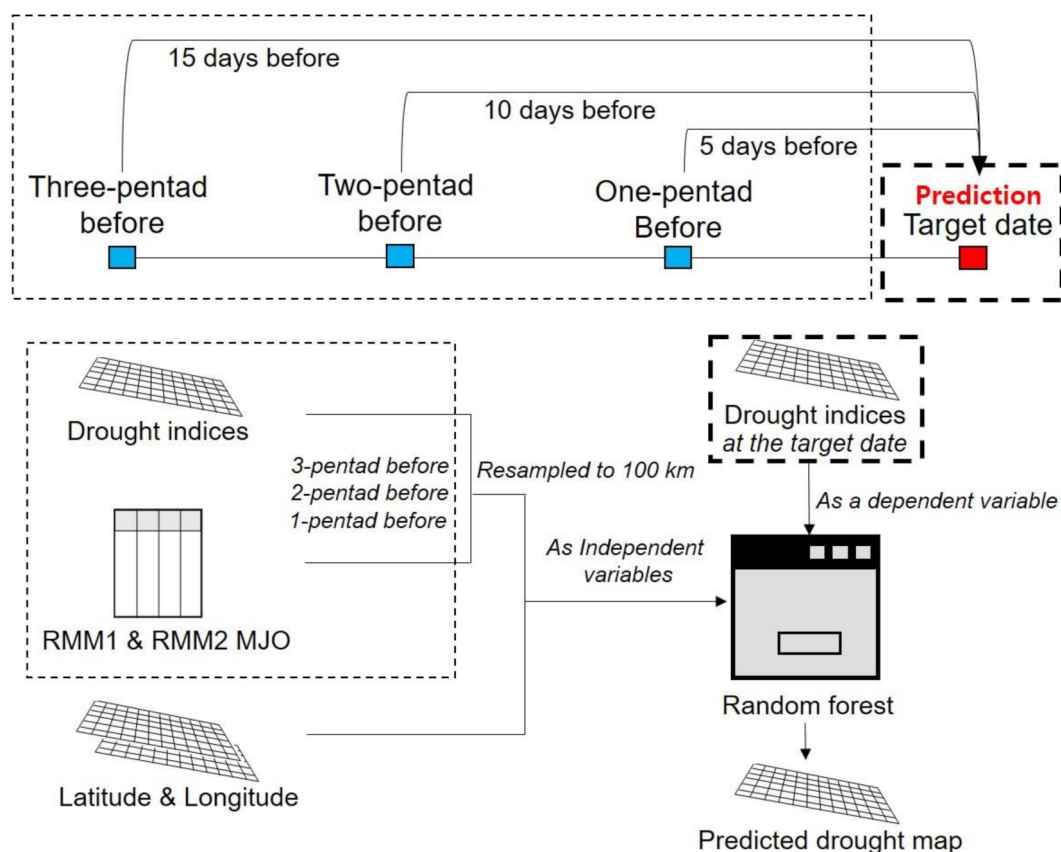 15 days before
10 days before
5 days before
Three-pentad
before
Two-pentad
before
One-pentad
Before
Prediction
Target date
Drought indices
3-pentad before
2-pentad before
1-pentad before
Resampled to 100 km
RMM1 & RMM2 MJO
Latitude & Longitude
As Independent
variables
Drought indices
at the target date
As a dependent variable
Random forest
Predicted drought map